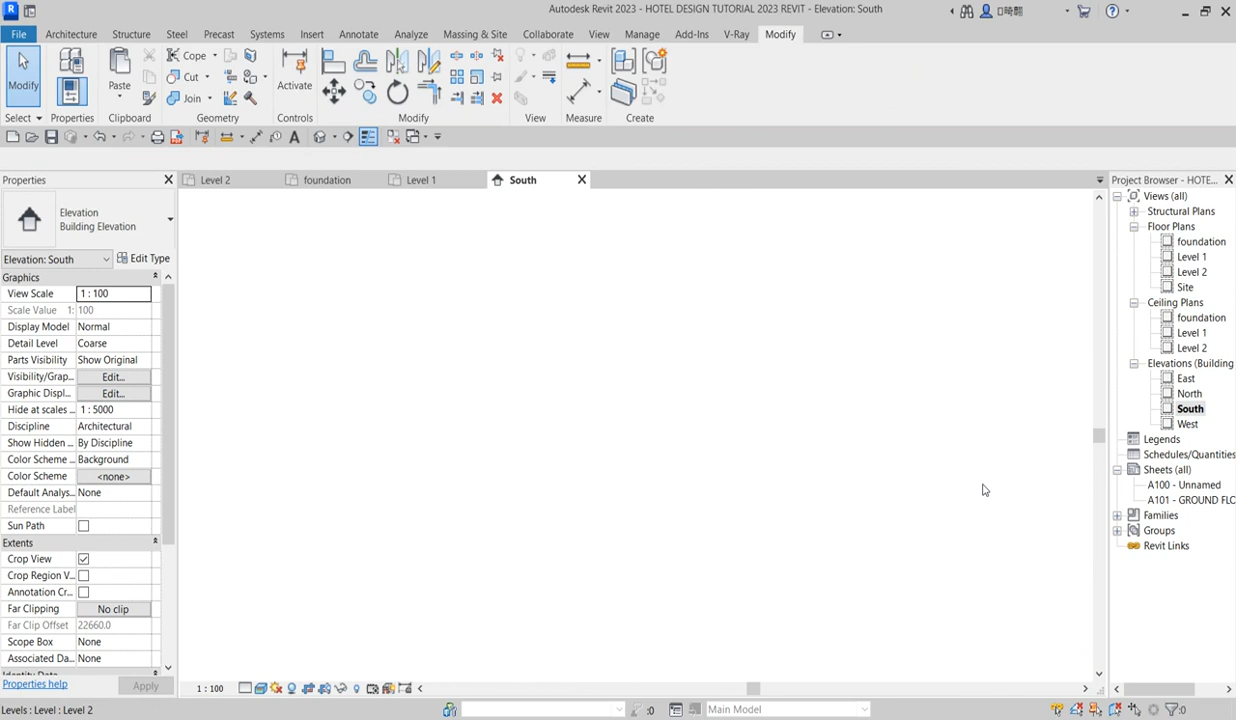 Autodesk Revit 2023 - HOTEL DESIGN TUTORIAL 2023 REVIT - Elevation: South
File Architecture Structure Steel Precast Systems Insert Annotate Analyze Massing & Site Collaborate View Manage Add-Ins V-Ray Modify
Cope
Cut
Join
Modify
Paste
Activate
Select Properties Clipboard Geometry Controls Modify View Measure Create
Properties
Level 2 foundation Level 1 South
Project Browser - HOTE...
Elevation
Building Elevation
Elevation: South
Edit Type
Graphics
View Scale 1 : 100
Scale Value 1: 100
Display Model Normal
Detail Level Coarse
Parts Visibility Show Original
Visibility/Grap... Edit...
Graphic Displ... Edit...
Hide at scales ... 1 : 5000
Discipline Architectural
Show Hidden ... By Discipline
Color Scheme ... Background
Color Scheme <none>
Default Analys... None
Reference Label
Sun Path
Extents
Crop View
Crop Region V...
Annotation Cr...
Far Clipping No clip
Far Clip Offset 22660.0
Scope Box None
Associated Da... None
Identity Data
Properties help
Apply
Views (all)
Structural Plans
Floor Plans
foundation
Level 1
Level 2
Site
Ceiling Plans
foundation
Level 1
Level 2
Elevations (Building
East
North
South
West
Legends
Schedules/Quantities
Sheets (all)
A100 - Unnamed
A101 - GROUND FLO
Families
Groups
Revit Links
1 : 100
Levels : Level : Level 2
:0
Main Model
:0